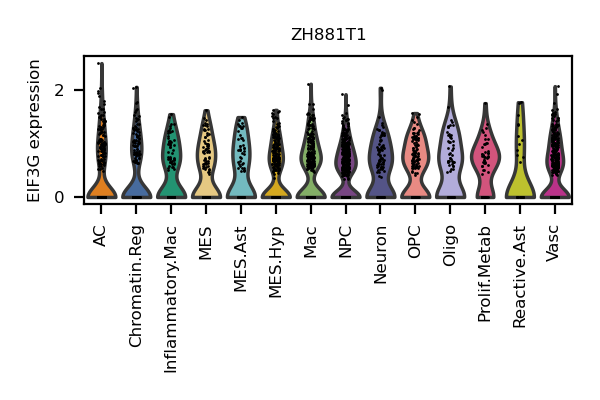 ZH881T1
EIF3G expression
2
0
AC
Chromatin.Reg
Inflammatory.Mac
MES
MES.Ast
MES.Hyp
Mac
NPC
Neuron
OPC
Oligo
Prolif.Metab
Reactive.Ast
Vasc